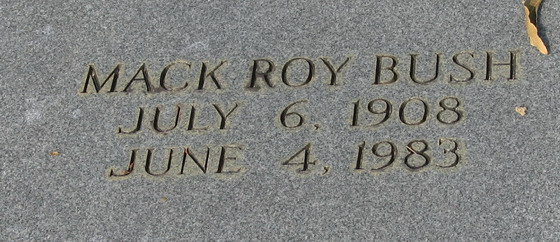 MACK ROY BUSH
JULY 6, 1908
JUNE 4, 1983